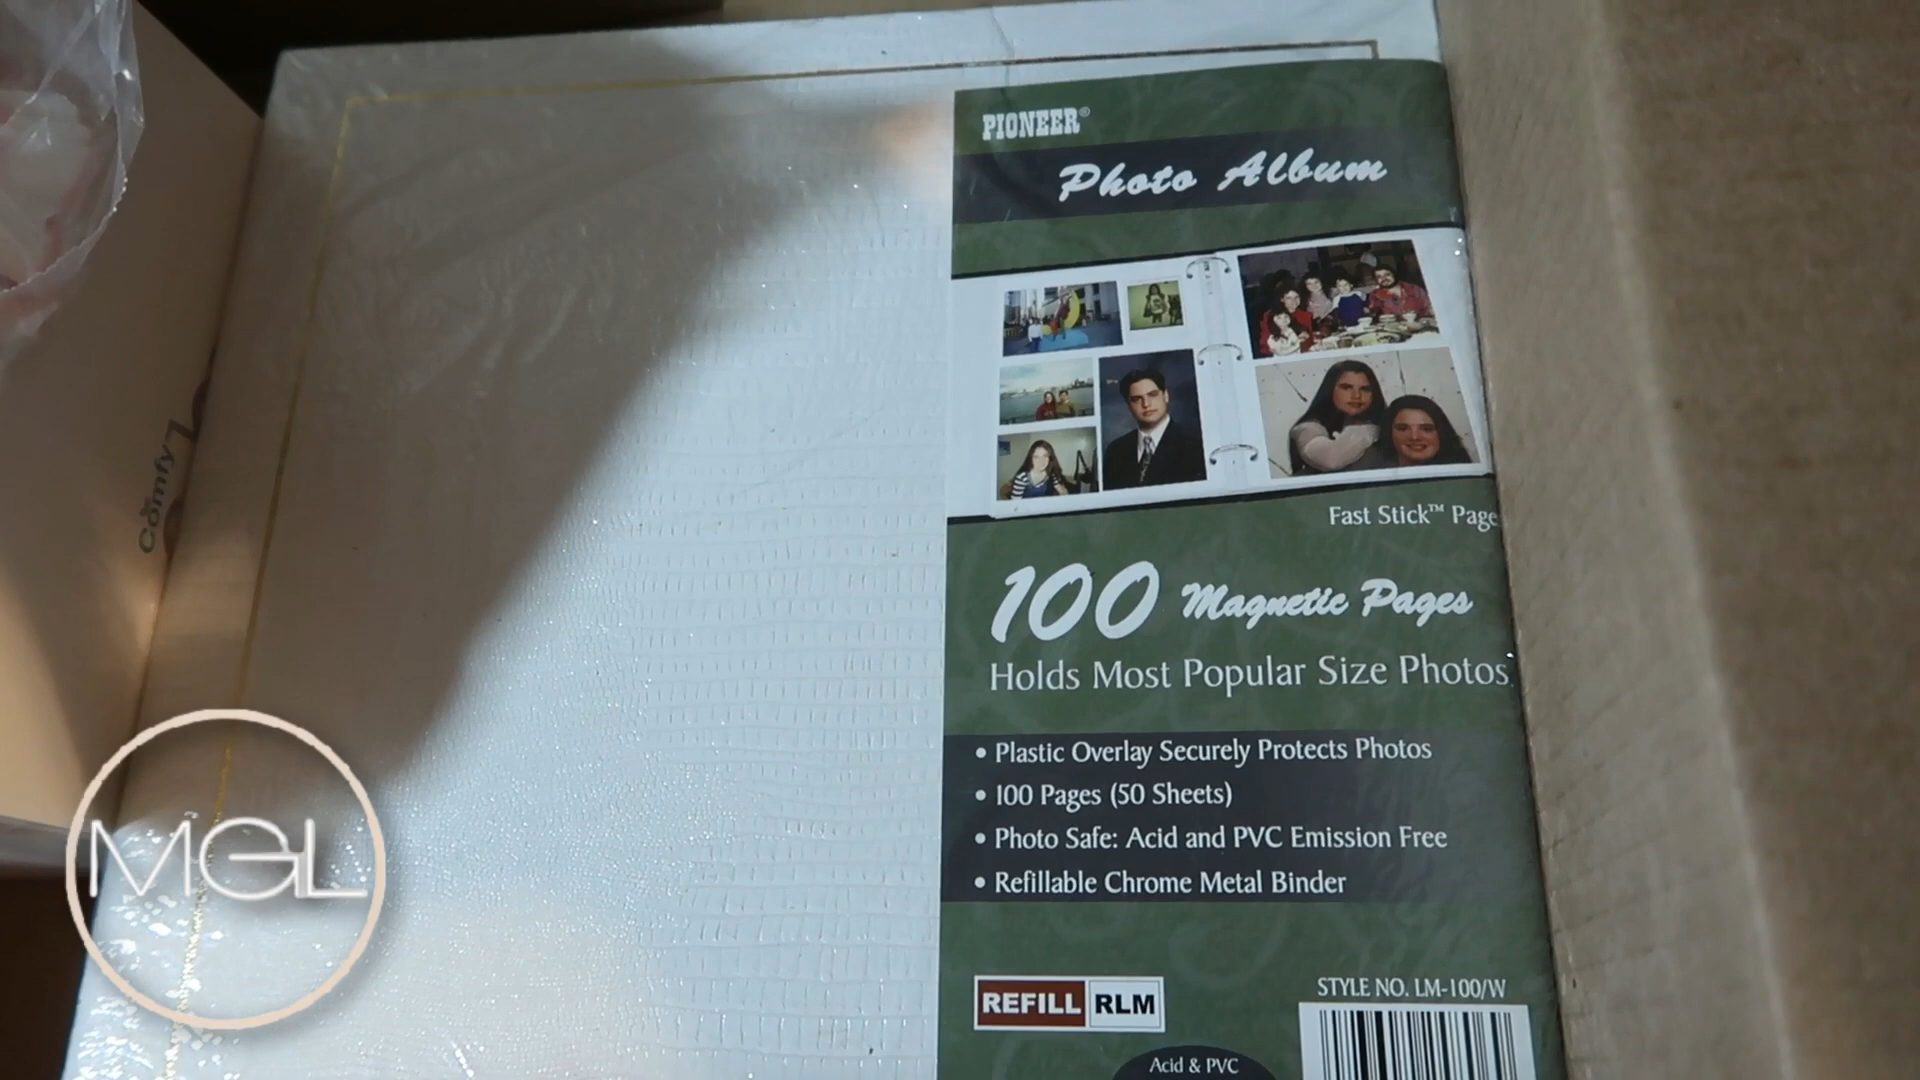 PIONEER®
Photo Album
Fast Stick™ Page
100 Magnetic Pages
Holds Most Popular Size Photos.
• Plastic Overlay Securely Protects Photos
• 100 Pages (50 Sheets)
• Photo Safe: Acid and PVC Emission Free
• Refillable Chrome Metal Binder
REFILL RLM
STYLE NO. LM-100/W
Acid & PVC
Comfy
MGL